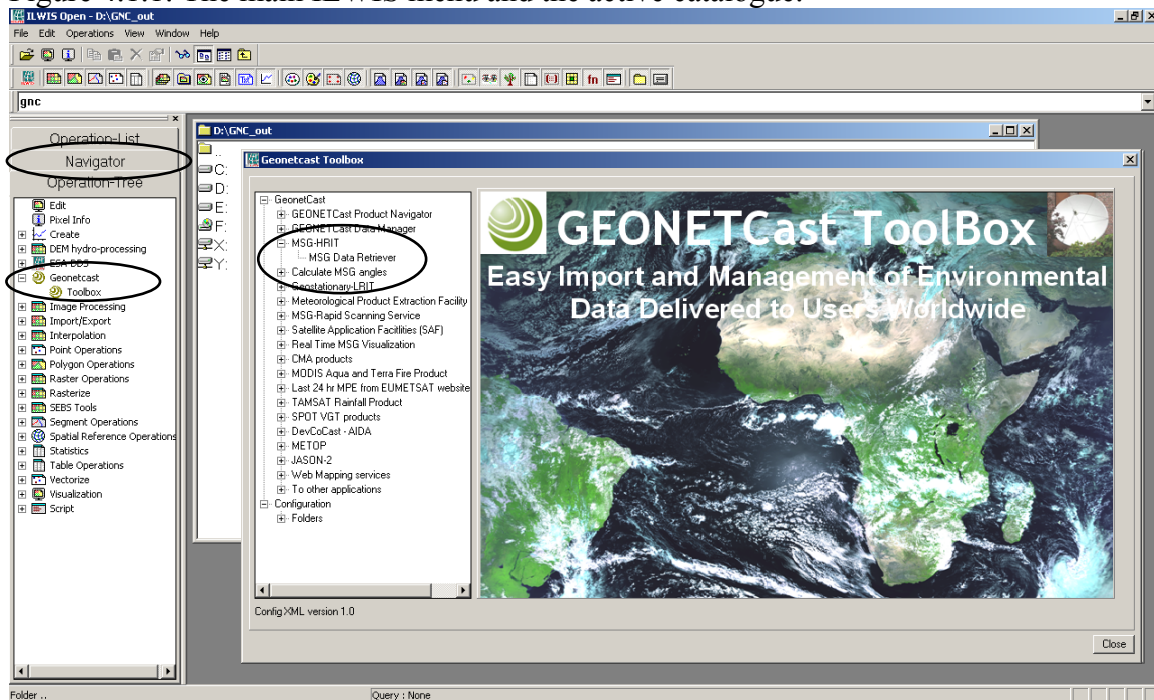 Figure 4.1.1: The main ILWIS menu and the active catalogue.
ILWIS Open - D:\GNC_out
File Edit Operations View Window Help
gnc
Operation-List
Navigator
Operation-Tree
Edit
Pixel Info
Create
DEM hydro-processing
ESA DDS
Geonetcast
Toolbox
Image Processing
Import/Export
Interpolation
Point Operations
Polygon Operations
Raster Operations
Rasterize
SEBS Tools
Segment Operations
Spatial Reference Operations
Statistics
Table Operations
Vectorize
Visualization
Script
D:\GNC_out
..
C:
D:
E:
F:
X:
Y:
Geonetcast Toolbox
GeonetCast
GEONETCast Product Navigator
GEONETCast Data Manager
MSG-HRIT
MSG Data Retriever
Calculate MSG angles
Geostationary-LRIT
Meteorological Product Extraction Facility
MSG-Rapid Scanning Service
Satellite Application Facitlities (SAF)
Real Time MSG Visualization
CMA products
MODIS Aqua and Terra Fire Product
Last 24 hr MPE from EUMETSAT website
TAMSAT Rainfall Product
SPOT VGT products
DevCoCast - AIDA
METOP
JASON-2
Web Mapping services
To other applications
Configuration
Folders
GEONETCast ToolBox
Easy Import and Management of Environmental
Data Delivered to Users Worldwide
Config XML version 1.0
Close
Folder ..
Query : None